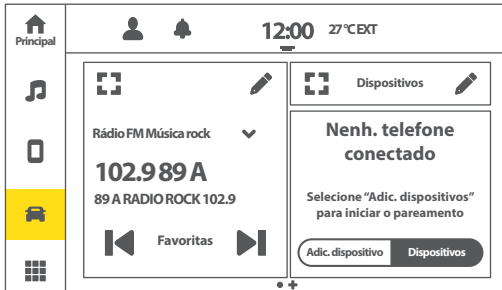 Principal
12:00 27 °C EXT
Rádio FM Música rock
102.9 89 A
89 A RADIO ROCK 102.9
Favoritas
Dispositivos
Nenh. telefone
conectado
Selecione “Adic. dispositivos”
para iniciar o pareamento
Adic. dispositivo Dispositivos